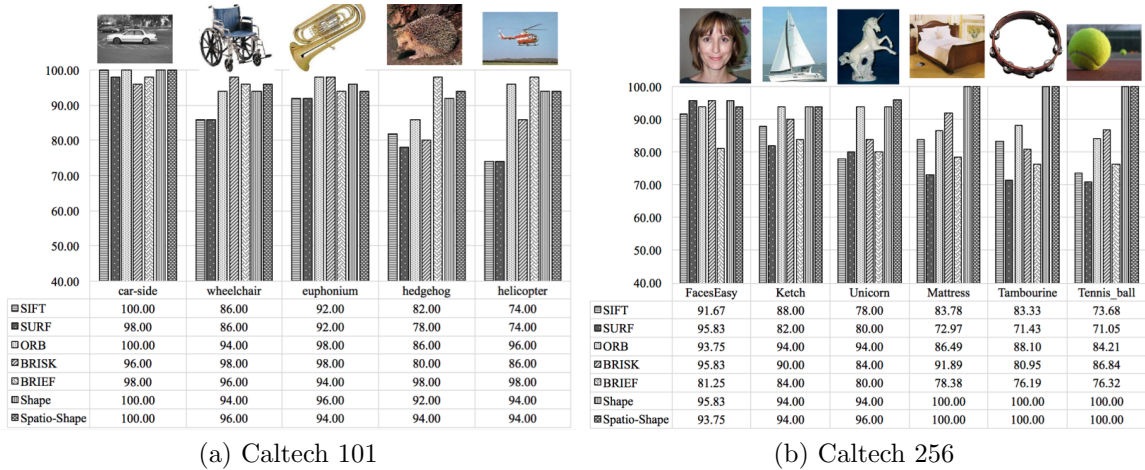 100.00
90.00
80.00
70.00
60.00
50.00
40.00
car-side wheelchair euphonium hedgehog helicopter
SIFT 100.00 86.00 92.00 82.00 74.00
SURF 98.00 86.00 92.00 78.00 74.00
ORB 100.00 94.00 98.00 86.00 96.00
BRISK 96.00 98.00 98.00 80.00 86.00
BRIEF 98.00 96.00 94.00 98.00 98.00
Shape 100.00 94.00 96.00 92.00 94.00
Spatio-Shape 100.00 96.00 94.00 94.00 94.00
(a) Caltech 101
100.00
90.00
80.00
70.00
60.00
50.00
40.00
FacesEasy Ketch Unicorn Mattress Tambourine Tennis_ball
SIFT 91.67 88.00 78.00 83.78 83.33 73.68
SURF 95.83 82.00 80.00 72.97 71.43 71.05
ORB 93.75 94.00 94.00 86.49 88.10 84.21
BRISK 95.83 90.00 84.00 91.89 80.95 86.84
BRIEF 81.25 84.00 80.00 78.38 76.19 76.32
Shape 95.83 94.00 94.00 100.00 100.00 100.00
Spatio-Shape 93.75 94.00 96.00 100.00 100.00 100.00
(b) Caltech 256